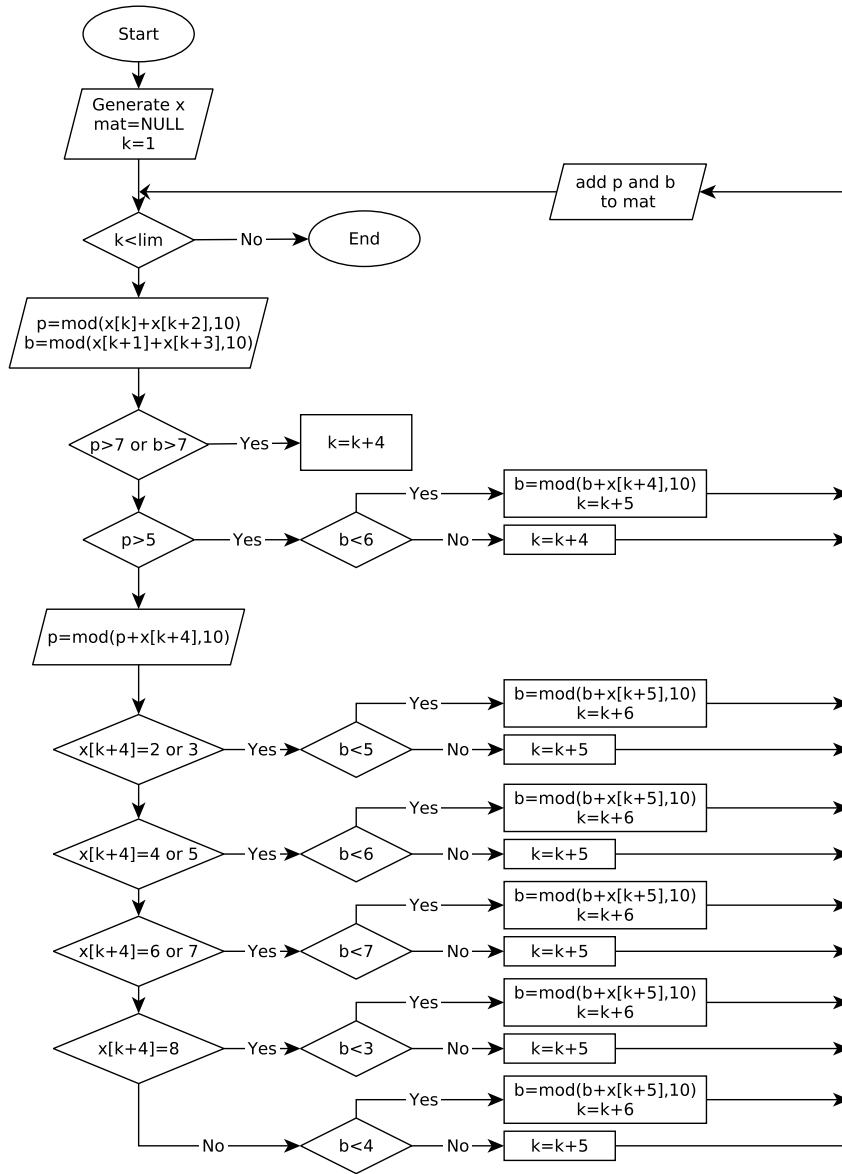 Start
Generate x
mat=NULL
k=1
add p and b
to mat
k<lim
No
End
p=mod(x[k]+x[k+2],10)
b=mod(x[k+1]+x[k+3],10)
p>7 or b>7
Yes
k=k+4
p>5
Yes
b<6
Yes
b=mod(b+x[k+4],10)
k=k+5
No
k=k+4
p=mod(p+x[k+4],10)
x[k+4]=2 or 3
Yes
b<5
Yes
b=mod(b+x[k+5],10)
k=k+6
No
k=k+5
x[k+4]=4 or 5
Yes
b<6
Yes
b=mod(b+x[k+5],10)
k=k+6
No
k=k+5
x[k+4]=6 or 7
Yes
b<7
Yes
b=mod(b+x[k+5],10)
k=k+6
No
k=k+5
x[k+4]=8
Yes
b<3
Yes
b=mod(b+x[k+5],10)
k=k+6
No
k=k+5
No
b<4
Yes
b=mod(b+x[k+5],10)
k=k+6
No
k=k+5